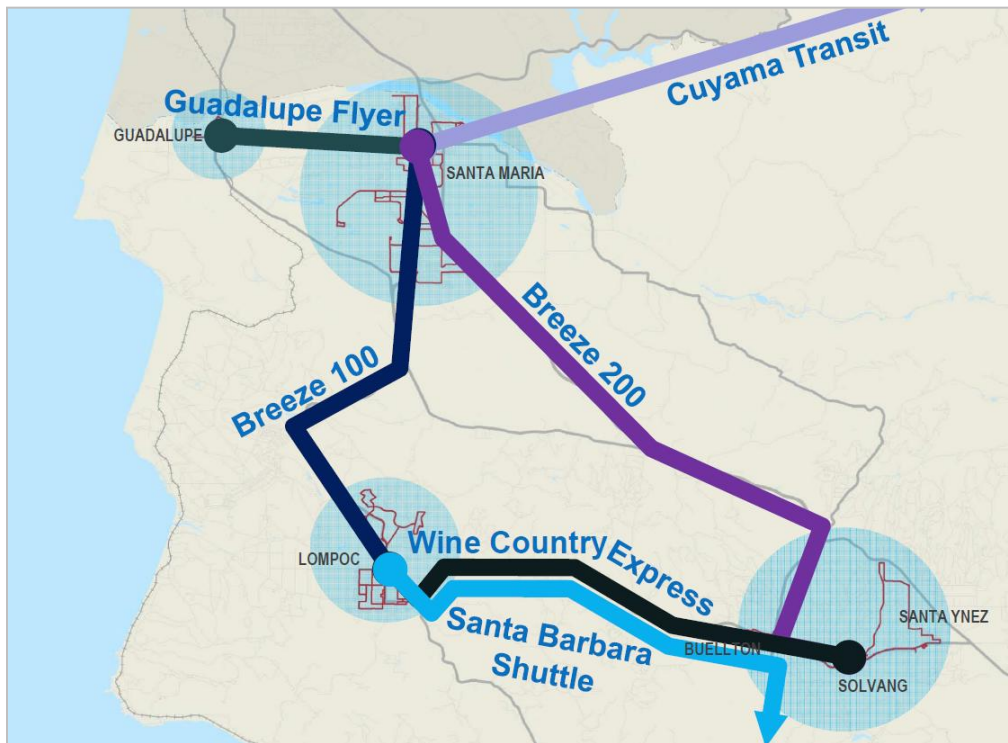 Cuyama Transit
Guadalupe Flyer
GUADALUPE
SANTA MARIA
Breeze 200
Breeze 100
Wine Country Express
LOMPOC
Santa Barbara
Shuttle
SANTA YNEZ
BUELLTON
SOLVANG